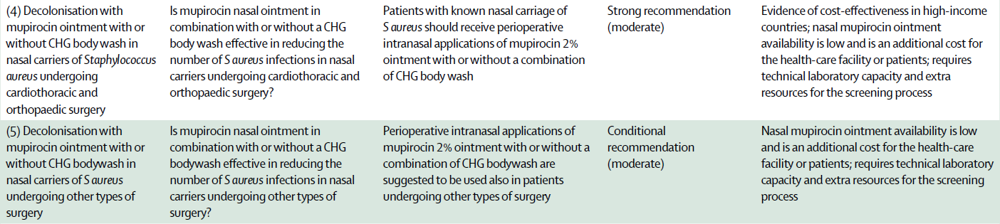 (4) Decolonisation with
mupirocin ointment with or
without CHG body wash in
nasal carriers of Staphylococcus
aureus undergoing
cardiothoracic and
orthopaedic surgery
Is mupirocin nasal ointment in
combination with or without a CHG
body wash effective in reducing the
number of S aureus infections in nasal
carriers undergoing cardiothoracic and
orthopaedic surgery?
Patients with known nasal carriage of
S aureus should receive perioperative
intranasal applications of mupirocin 2%
ointment with or without a combination
of CHG body wash
Strong recommendation
(moderate)
Evidence of cost-effectiveness in high-income
countries; nasal mupirocin ointment
availability is low and is an additional cost for
the health-care facility or patients; requires
technical laboratory capacity and extra
resources for the screening process
(5) Decolonisation with
mupirocin ointment with or
without CHG bodywash in
nasal carriers of S aureus
undergoing other types of
surgery
Is mupirocin nasal ointment in
combination with or without a CHG
bodywash effective in reducing the
number of S aureus infections in nasal
carriers undergoing other types of
surgery?
Perioperative intranasal applications of
mupirocin 2% ointment with or without a
combination of CHG bodywash are
suggested to be used also in patients
undergoing other types of surgery
Conditional
recommendation
(moderate)
Nasal mupirocin ointment availability is low
and is an additional cost for the health-care
facility or patients; requires technical laboratory
capacity and extra resources for the screening
process